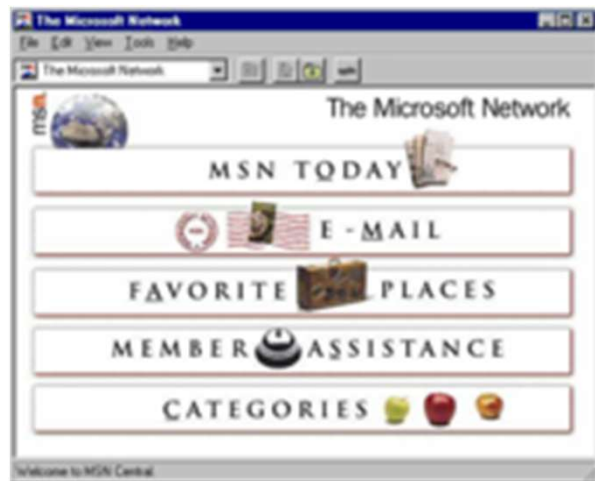 The Microsoft Network
File Edit View Tools Help
The Microsoft Network
msn.
The Microsoft Network
MSN TODAY
E-MAIL
FAVORITE PLACES
MEMBER ASSISTANCE
CATEGORIES
Welcome to MSN Central